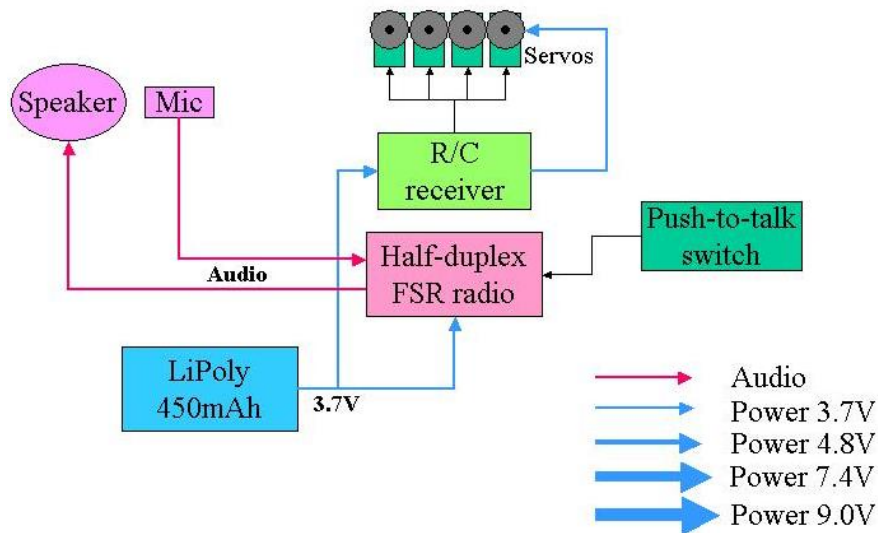 Servos
Speaker
Mic
R/C
receiver
Push-to-talk
switch
Half-duplex
FSR radio
Audio
LiPoly
450mAh
3.7V
Audio
Power 3.7V
Power 4.8V
Power 7.4V
Power 9.0V